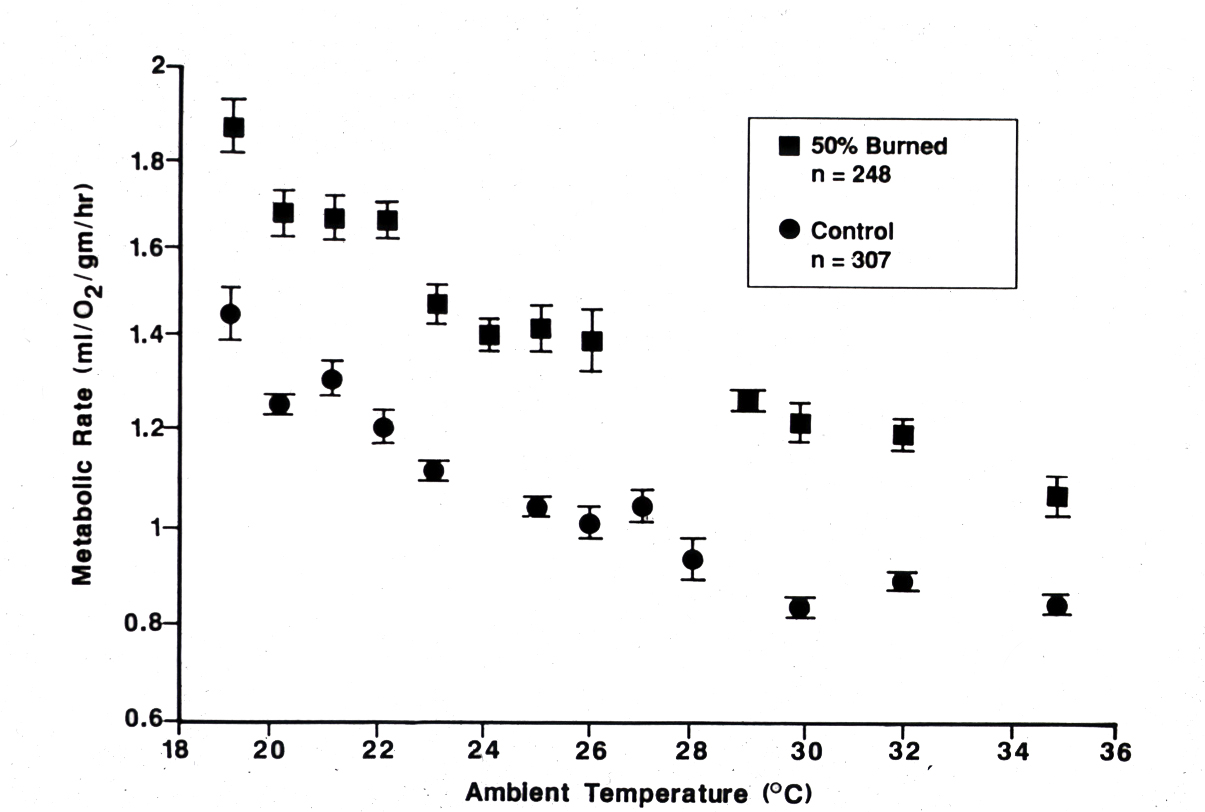 2
1.8
1.6
1.4
1.2
1
0.8
0.6
18 20 22 24 26 28 30 32 34 36
Metabolic Rate (ml/O2/gm/hr)
Ambient Temperature (°C)
50% Burned
n = 248
Control
n = 307